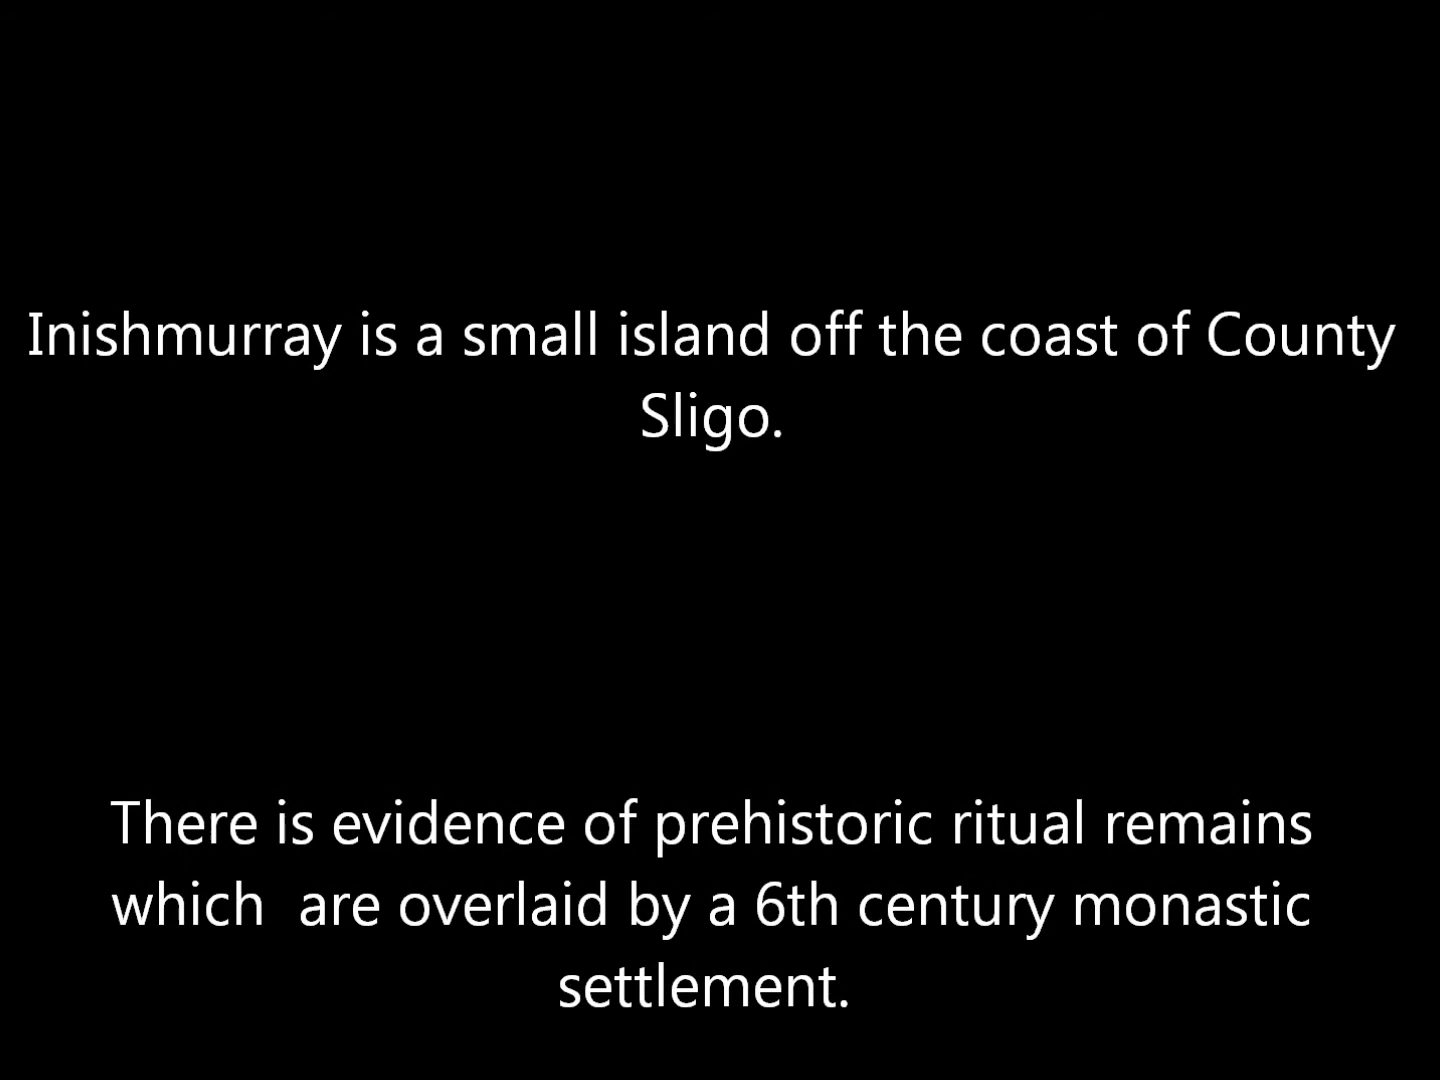 Inishmurray is a small island off the coast of County
Sligo.
There is evidence of prehistoric ritual remains
which  are overlaid by a 6th century monastic
settlement.